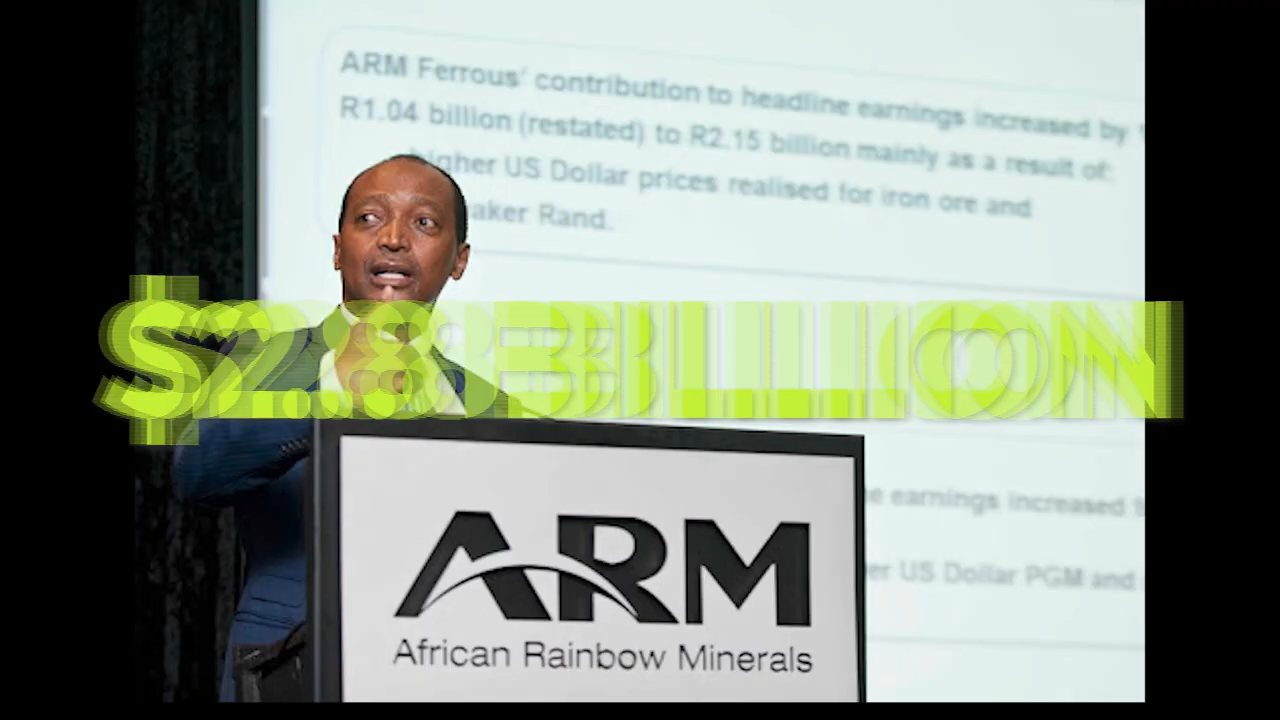 ARM Ferrous' contribution to headline earnings increased by
R1.04 billion (restated) to R2.15 billion mainly as a result of:
higher US Dollar prices realised for iron ore and
Rand.
$2.8 BILLION
earnings increased
US Dollar PGM and
ARM
African Rainbow Minerals